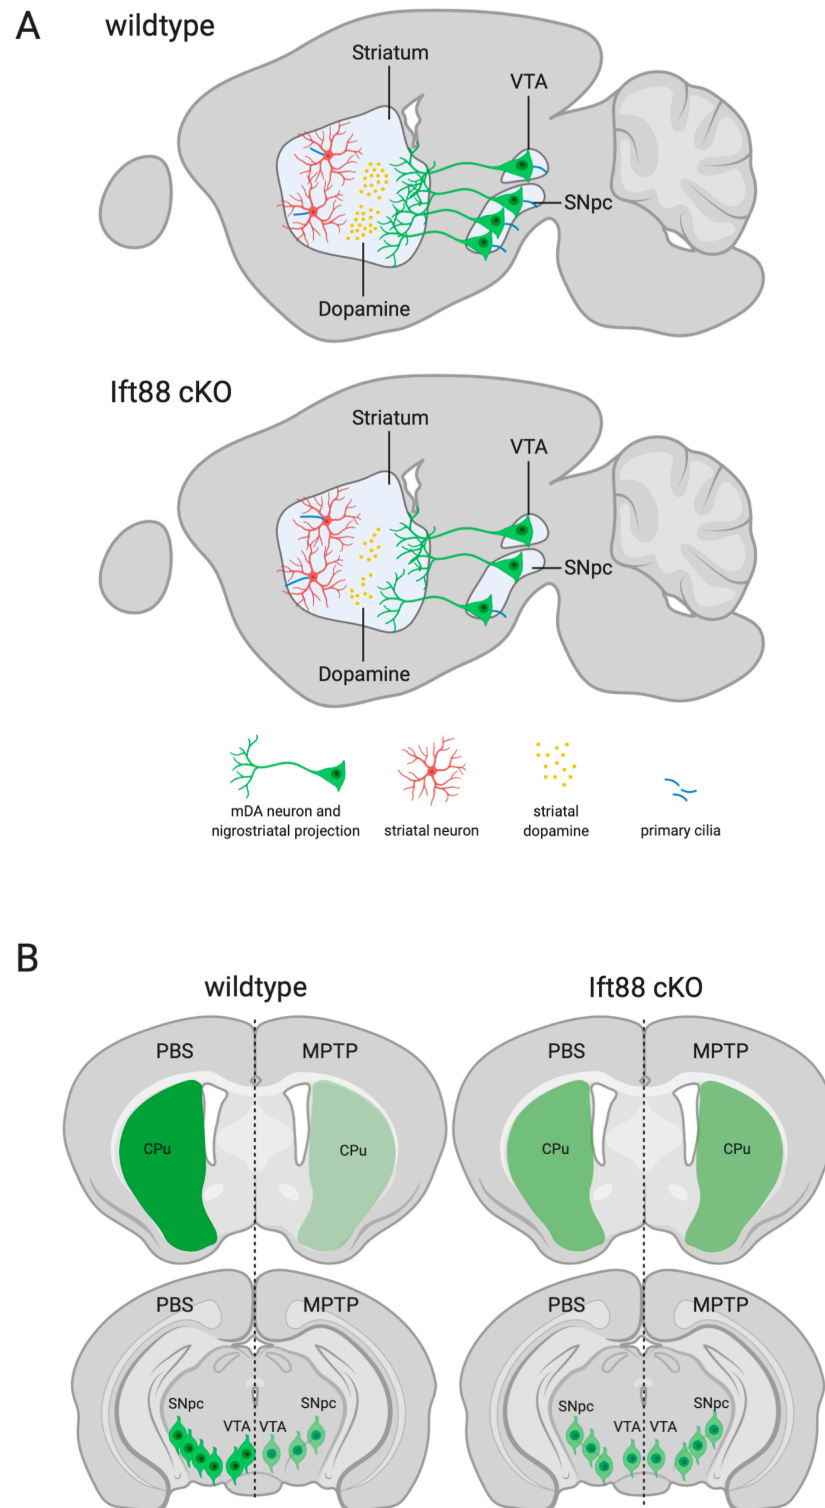 A
wildtype
Striatum
VTA
SNpc
Dopamine
Ift88 cKO
Striatum
VTA
SNpc
Dopamine
mDA neuron and
nigrostriatal projection
striatal neuron
striatal
dopamine
primary cilia
B
wildtype
Ift88 cKO
PBS
MPTP
PBS
MPTP
CPu
CPu
CPu
CPu
PBS
MPTP
PBS
MPTP
SNpc
VTA
VTA
SNpc
SNpc
VTA
VTA
SNpc